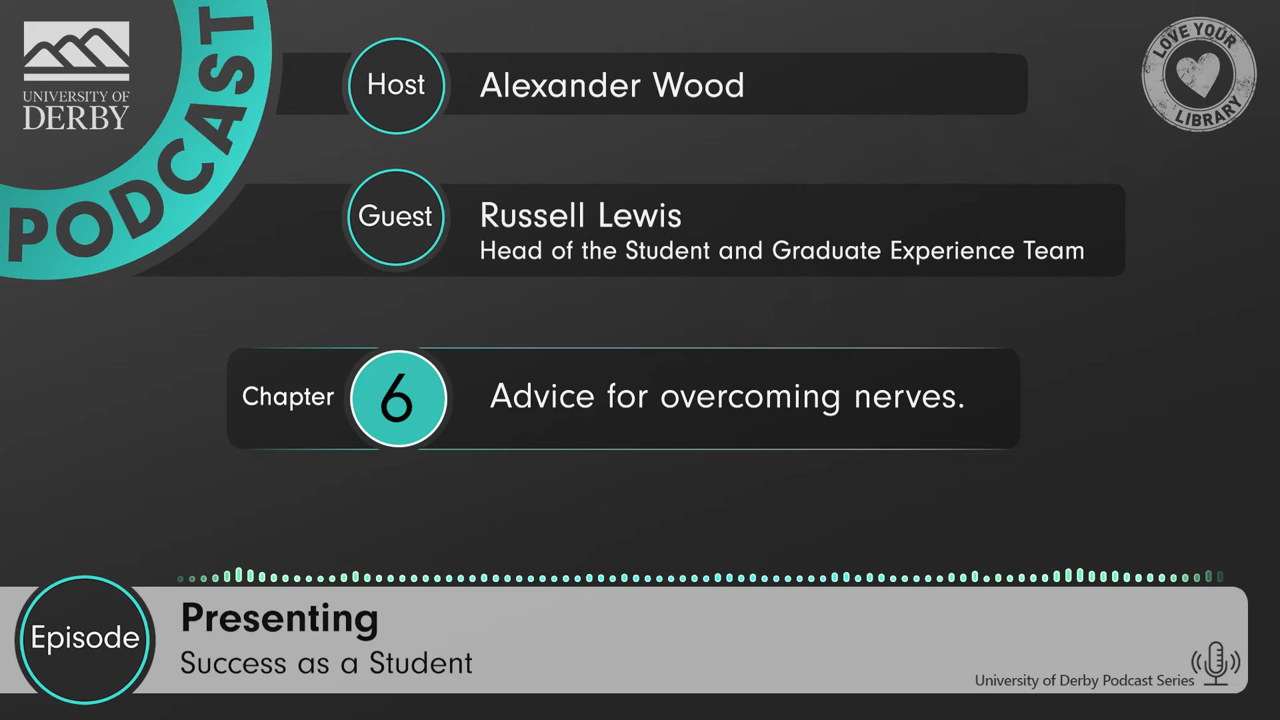 UNIVERSITY OF
DERBY
PODCAST
Host
Alexander Wood
LOVE YOUR
LIBRARY
Guest
Russell Lewis
Head of the Student and Graduate Experience Team
Chapter
6
Advice for overcoming nerves.
Episode
Presenting
Success as a Student
University of Derby Podcast Series